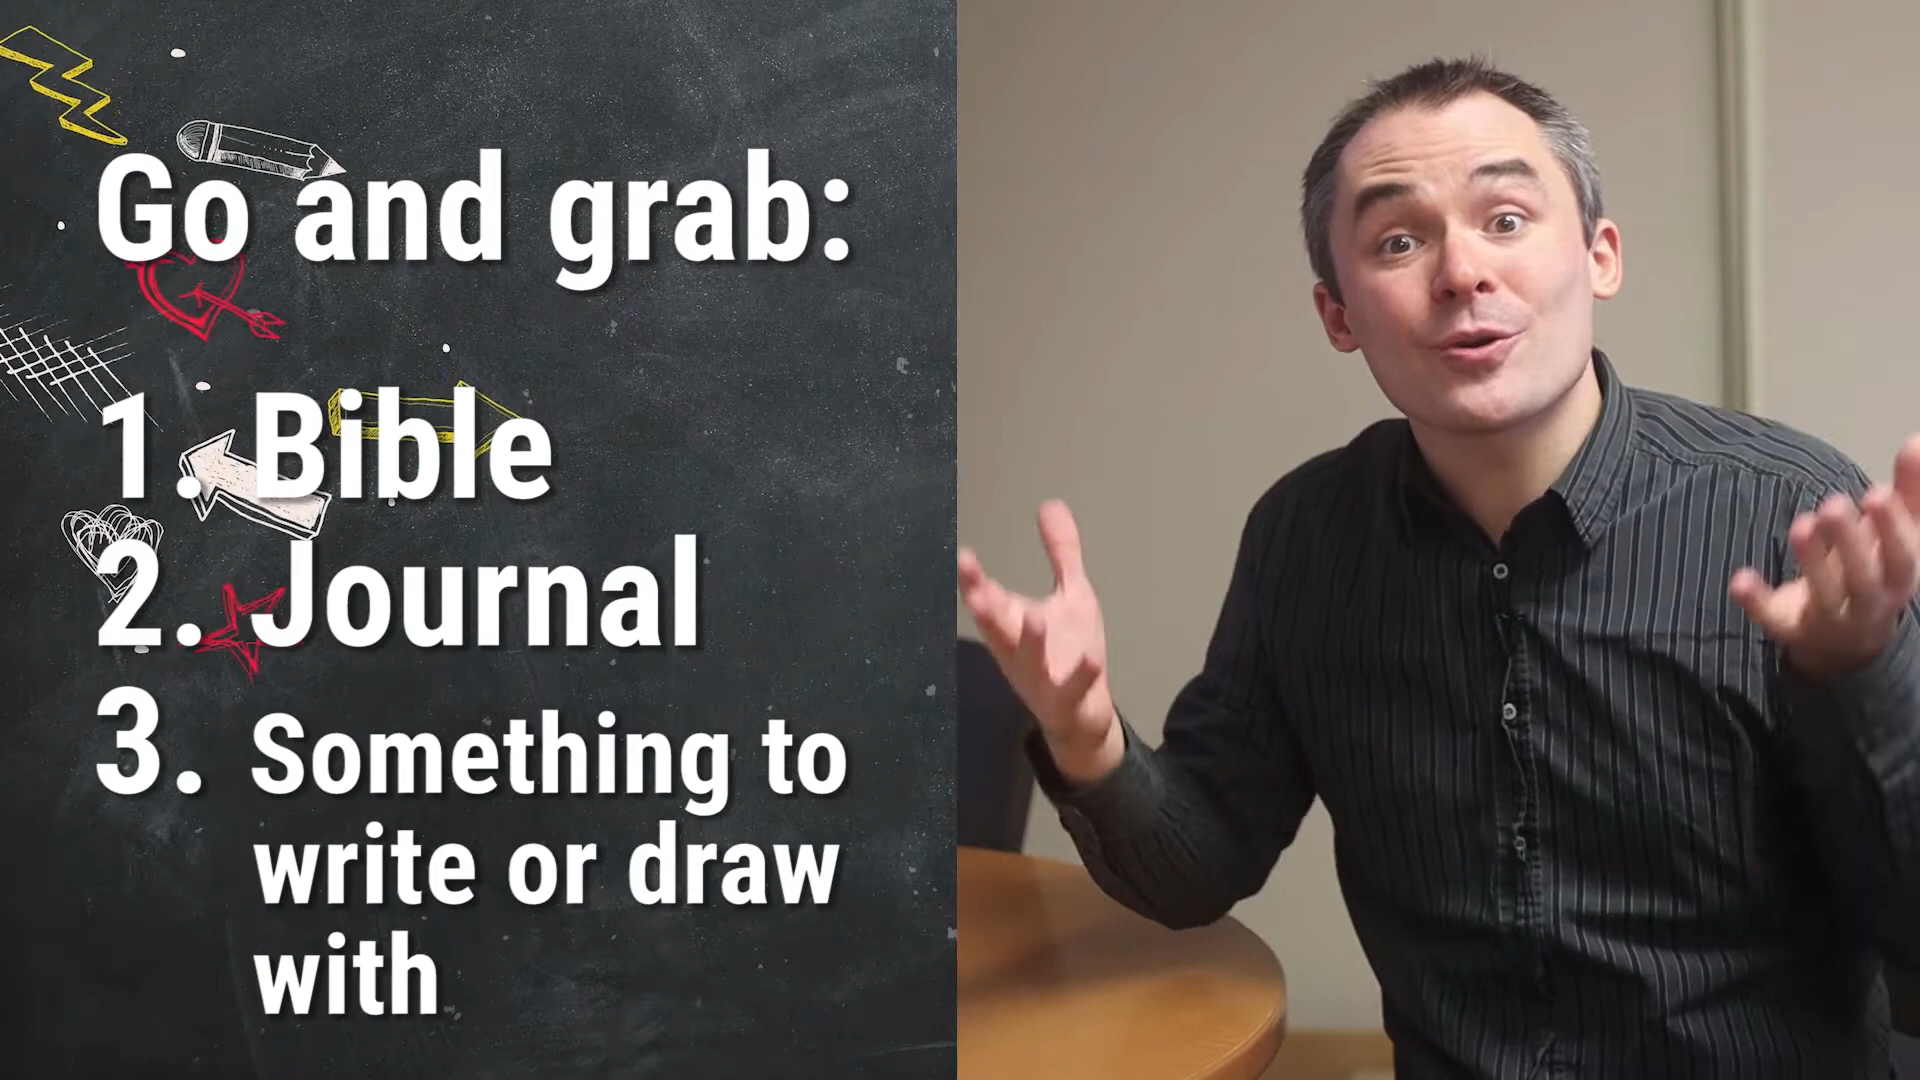 Go and grab:
1. Bible
2. Journal
3. Something to
write or draw
with